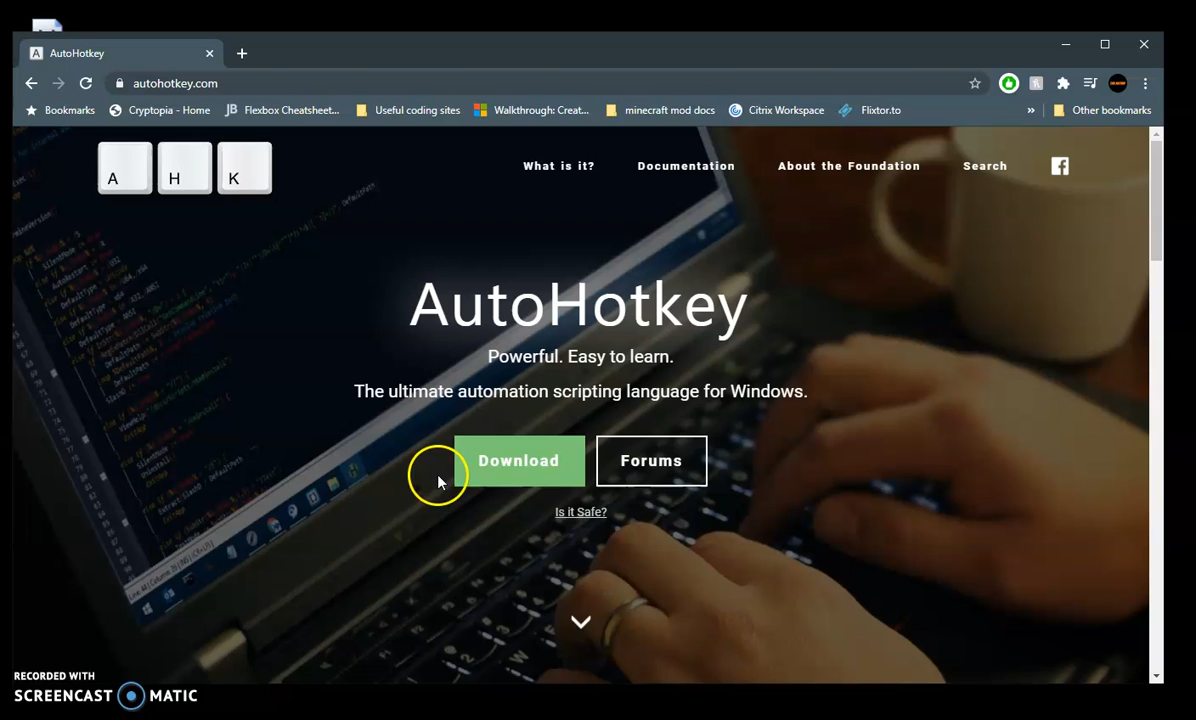 AutoHotkey
autohotkey.com
Bookmarks Cryptopia - Home Flexbox Cheatsheet... Useful coding sites Walkthrough: Creat... minecraft mod docs Citrix Workspace Flixtor.to » Other bookmarks
A H K
What is it? Documentation About the Foundation Search
AutoHotkey
Powerful. Easy to learn.
The ultimate automation scripting language for Windows.
Download Forums
Is it Safe?
RECORDED WITH
SCREENCAST MATIC